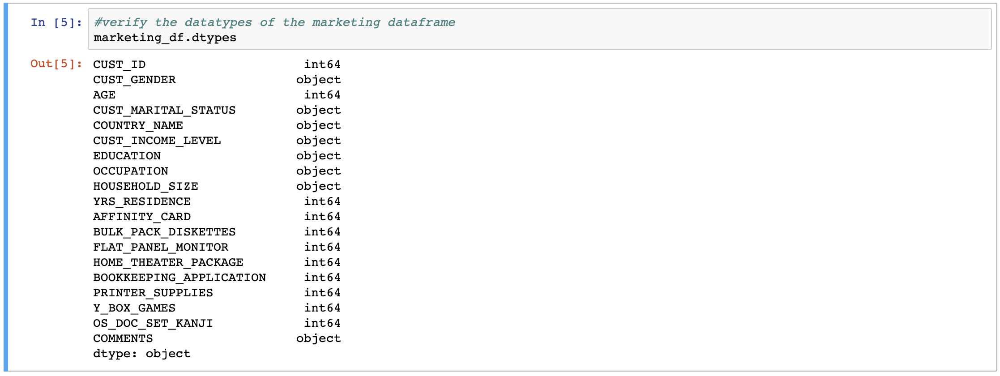 In [5]: #verify the datatypes of the marketing dataframe
marketing_df.dtypes
Out[5]: CUST_ID int64
CUST_GENDER object
AGE int64
CUST_MARITAL_STATUS object
COUNTRY_NAME object
CUST_INCOME_LEVEL object
EDUCATION object
OCCUPATION object
HOUSEHOLD_SIZE object
YRS_RESIDENCE int64
AFFINITY_CARD int64
BULK_PACK_DISKETTES int64
FLAT_PANEL_MONITOR int64
HOME_THEATER_PACKAGE int64
BOOKKEEPING_APPLICATION int64
PRINTER_SUPPLIES int64
Y_BOX_GAMES int64
OS_DOC_SET_KANJI int64
COMMENTS object
dtype: object